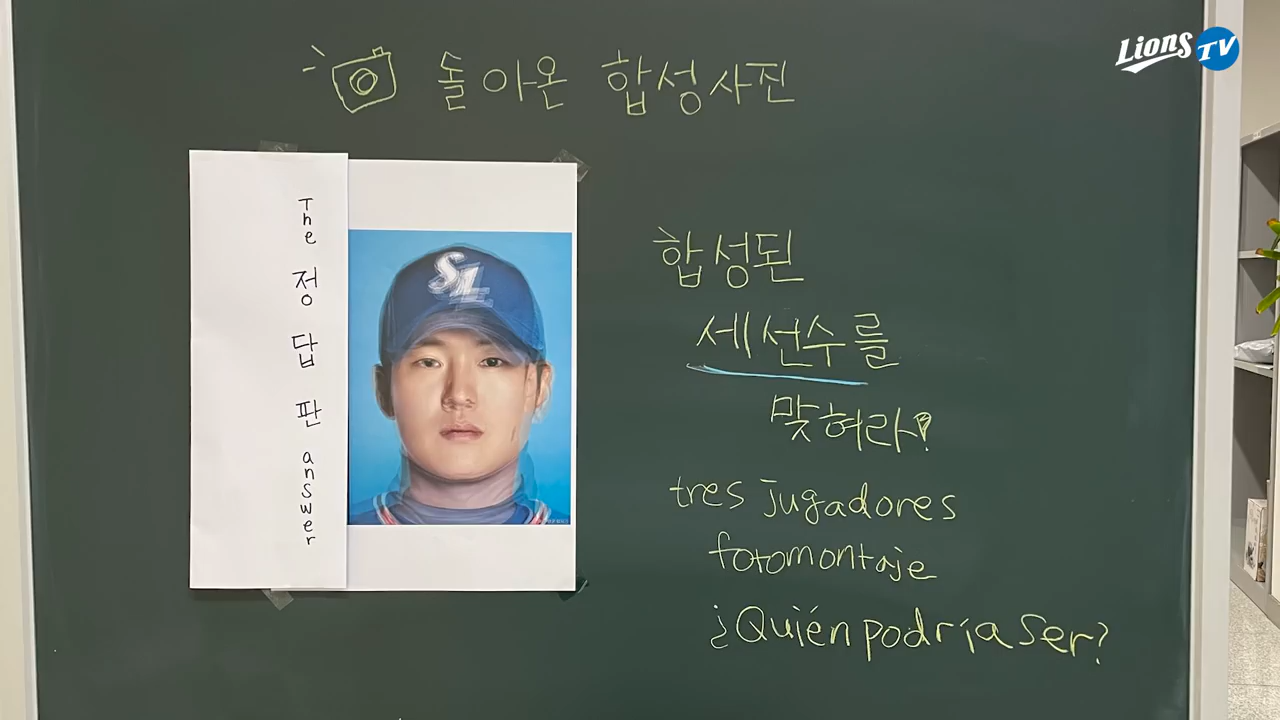 Lions TV
돌아온 합성사진
The 정답판 answer
SL
합성된
세 선수를
맞혀라!
tres jugadores
fotomontaje
¿Quién podría ser?